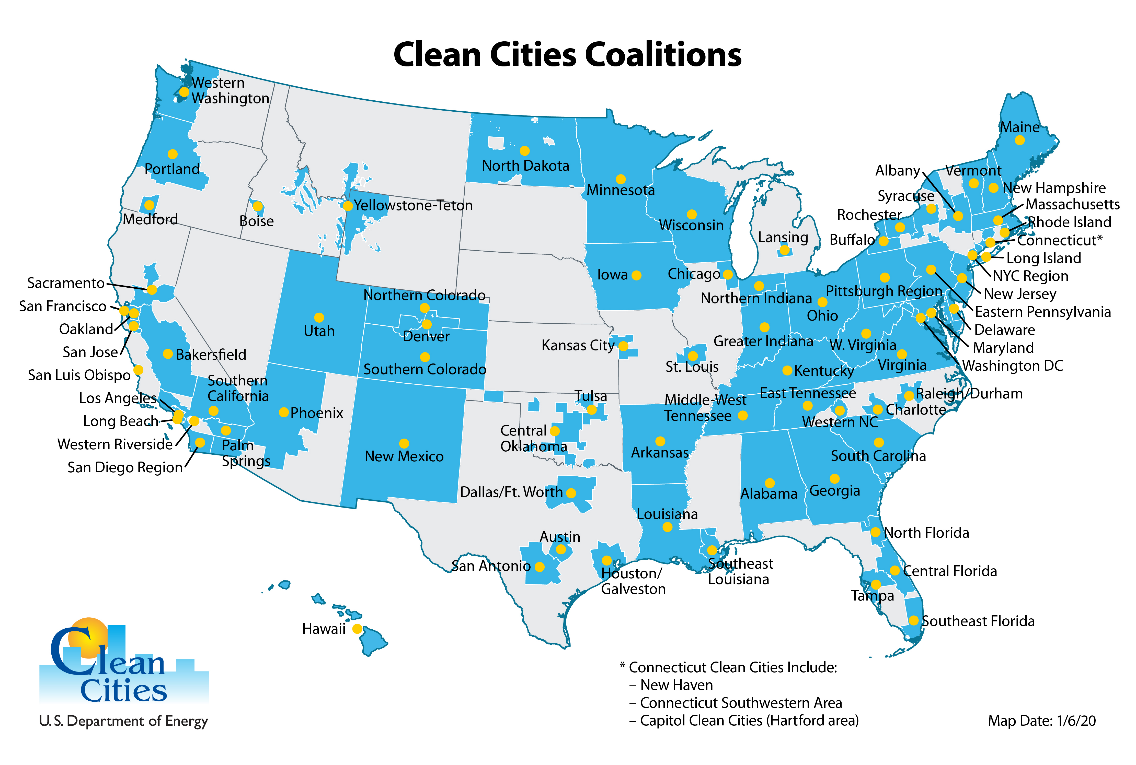 Clean Cities Coalitions
Western
Washington
Portland
Medford
Boise
Yellowstone-Teton
North Dakota
Minnesota
Wisconsin
Iowa
Chicago
Lansing
Maine
Albany
Vermont
Syracuse
New Hampshire
Massachusetts
Rochester
Rhode Island
Buffalo
Connecticut*
Long Island
NYC Region
New Jersey
Eastern Pennsylvania
Delaware
Maryland
Washington DC
Pittsburgh Region
Northern Indiana
Ohio
Greater Indiana
W. Virginia
Virginia
Kentucky
Sacramento
San Francisco
Oakland
San Jose
San Luis Obispo
Los Angeles
Long Beach
Western Riverside
San Diego Region
Bakersfield
Southern
California
Palm
Springs
Utah
Northern Colorado
Denver
Southern Colorado
Phoenix
New Mexico
Kansas City
St. Louis
Tulsa
Central
Oklahoma
Middle-West
Tennessee
East Tennessee
Raleigh/Durham
Charlotte
Western NC
Arkansas
South Carolina
Alabama
Georgia
Dallas/Ft. Worth
Louisiana
Austin
San Antonio
Houston/
Galveston
Southeast
Louisiana
North Florida
Central Florida
Tampa
Southeast Florida
Hawaii
Clean
Cities
U.S. Department of Energy
* Connecticut Clean Cities Include:
– New Haven
– Connecticut Southwestern Area
– Capitol Clean Cities (Hartford area)
Map Date: 1/6/20